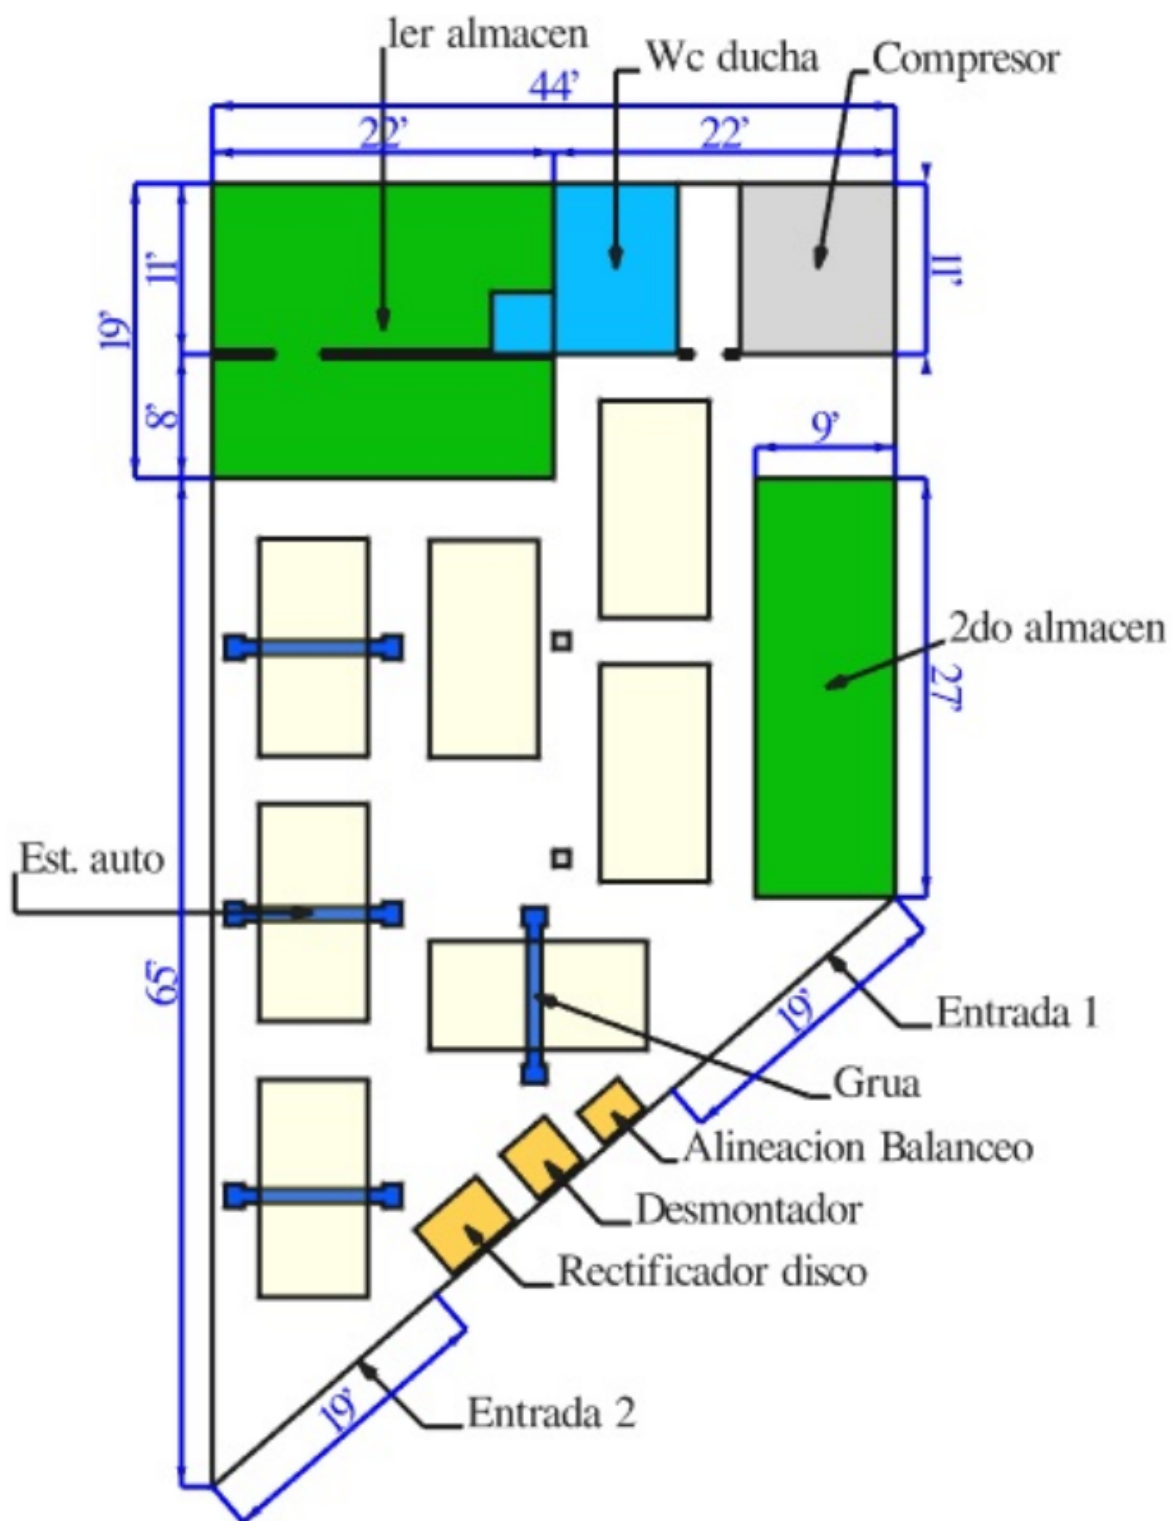 1er almacen
Wc ducha
Compresor
44'
22'
22'
11'
11'
19'
8'
9'
2do almacen
27'
Est. auto
65'
19'
Entrada 1
Grua
Alineacion Balanceo
Desmontador
Rectificador disco
19'
Entrada 2